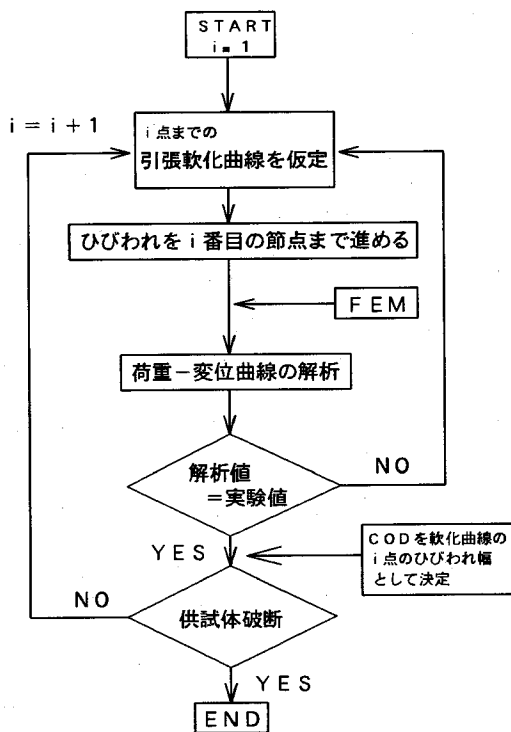 START
i = 1
i = i + 1
i点までの
引張軟化曲線を仮定
ひびわれをi番目の節点まで進める
FEM
荷重－変位曲線の解析
解析値
＝実験値
NO
YES
CODを軟化曲線の
i点のひびわれ幅
として決定
NO
供試体破断
YES
END